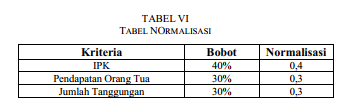 TABEL VI
TABEL NORMALISASI
Kriteria Bobot Normalisasi
IPK 40% 0,4
Pendapatan Orang Tua 30% 0,3
Jumlah Tanggungan 30% 0,3